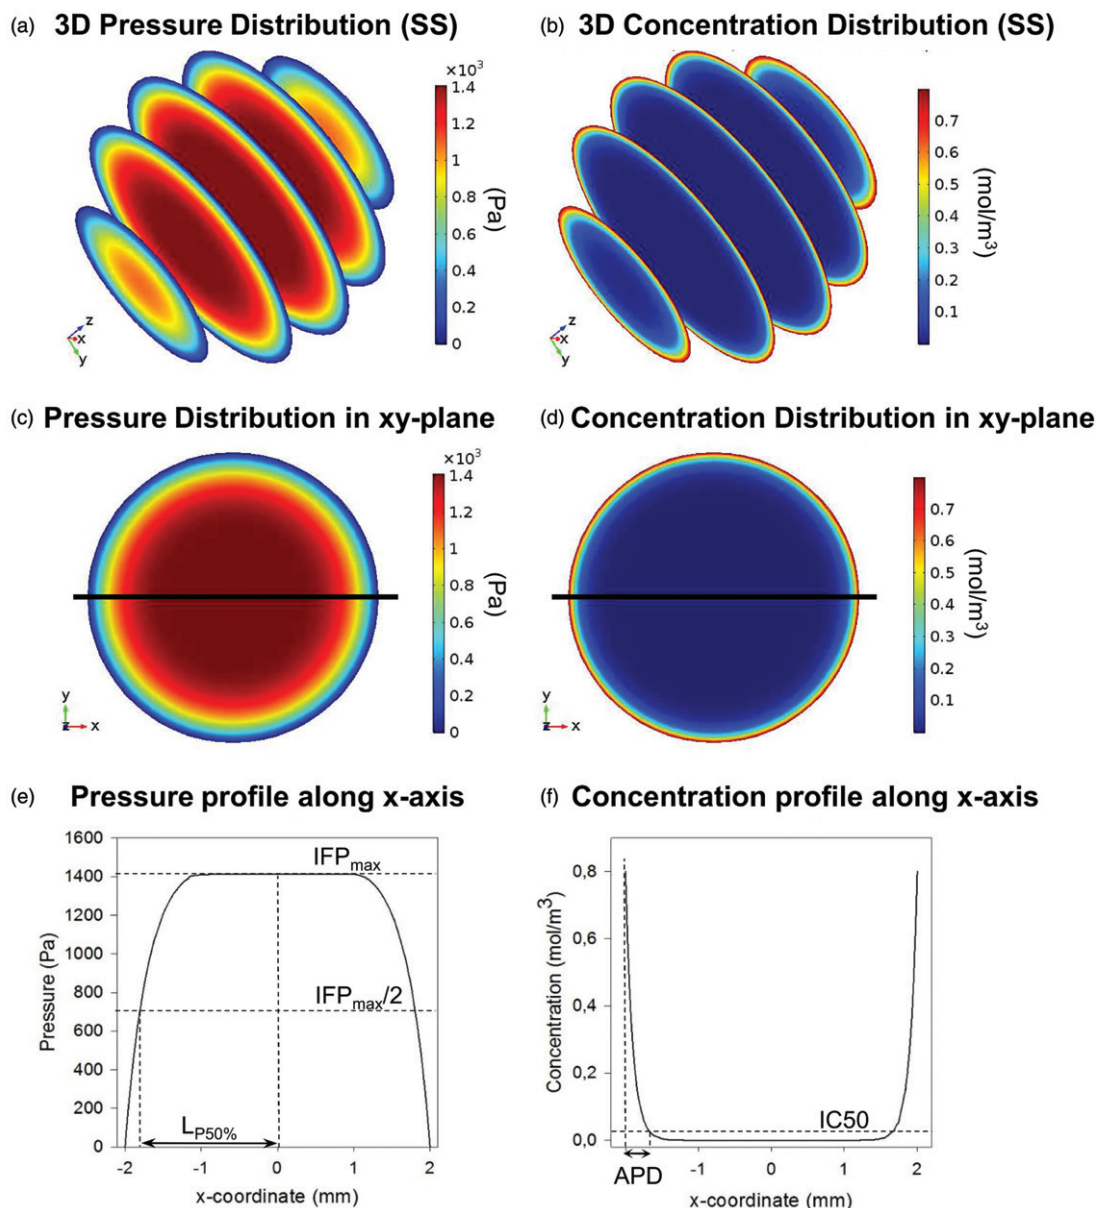 (a) 3D Pressure Distribution (SS)
(b) 3D Concentration Distribution (SS)
×10³
1.4
1.2
1
0.8
0.6
0.4
0.2
0
(Pa)
z
x
y
0.7
0.6
0.5
0.4
0.3
0.2
0.1
(mol/m³)
z
x
y
(c) Pressure Distribution in xy-plane
(d) Concentration Distribution in xy-plane
×10³
1.4
1.2
1
0.8
0.6
0.4
0.2
0
(Pa)
y
z x
0.7
0.6
0.5
0.4
0.3
0.2
0.1
(mol/m³)
y
z x
(e) Pressure profile along x-axis
1600
1400
1200
1000
800
600
400
200
0
Pressure (Pa)
IFPmax
IFPmax/2
LP50%
-2 -1 0 1 2
x-coordinate (mm)
(f) Concentration profile along x-axis
0,8
0,6
0,4
0,2
0,0
Concentration (mol/m³)
IC50
APD
-1 0 1 2
x-coordinate (mm)